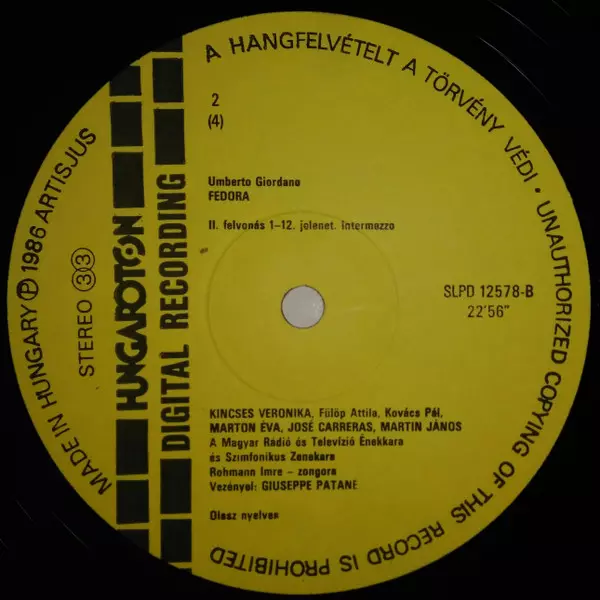 A HANGFELVÉTELT A TÖRVÉNY VÉDI • UNAUTHORIZED COPYING OF THIS RECORD IS PROHIBITED
MADE IN HUNGARY Ⓟ 1986 ARTISJUS
STEREO 33
HUNGAROTON
DIGITAL RECORDING
2
(4)
Umberto Giordano
FEDORA
II. felvonás 1–12. jelenet. Intermezzo
SLPD 12578-B
22'56"
KINCSES VERONIKA, Fülöp Attila, Kovács Pál,
MARTON ÉVA, JOSÉ CARRERAS, MARTIN JÁNOS
A Magyar Rádió és Televízió Énekkara
és Szimfonikus Zenekara
Rohmann Imre – zongora
Vezényel: GIUSEPPE PATANE
Olasz nyelven